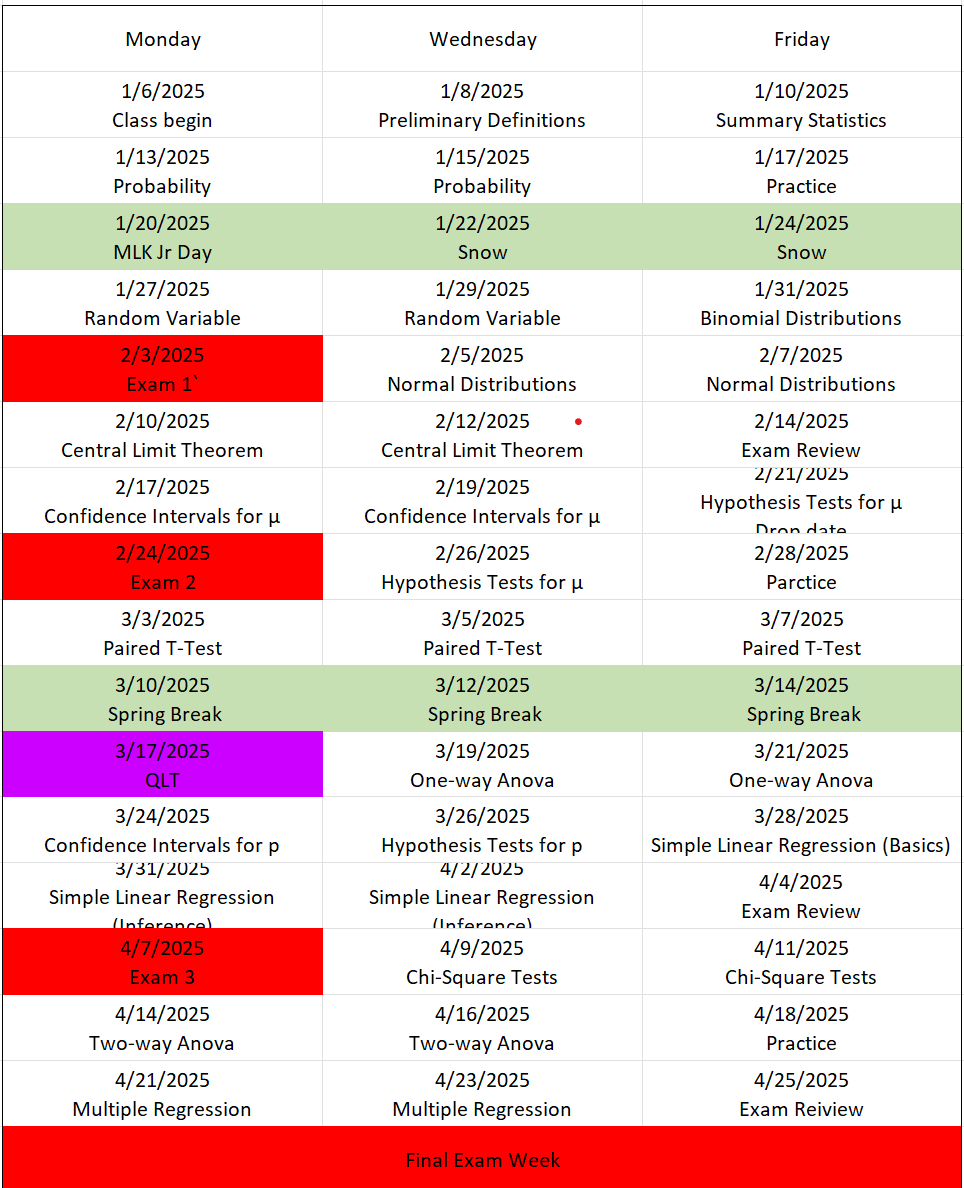 Monday
Wednesday
Friday
1/6/2025
Class begin
1/8/2025
Preliminary Definitions
1/10/2025
Summary Statistics
1/13/2025
Probability
1/15/2025
Probability
1/17/2025
Practice
1/20/2025
MLK Jr Day
1/22/2025
Snow
1/24/2025
Snow
1/27/2025
Random Variable
1/29/2025
Random Variable
1/31/2025
Binomial Distributions
2/3/2025
Exam 1`
2/5/2025
Normal Distributions
2/7/2025
Normal Distributions
2/10/2025
Central Limit Theorem
2/12/2025
Central Limit Theorem
2/14/2025
Exam Review
2/17/2025
Confidence Intervals for μ
2/19/2025
Confidence Intervals for μ
2/21/2025
Hypothesis Tests for μ
Drop date
2/24/2025
Exam 2
2/26/2025
Hypothesis Tests for μ
2/28/2025
Parctice
3/3/2025
Paired T-Test
3/5/2025
Paired T-Test
3/7/2025
Paired T-Test
3/10/2025
Spring Break
3/12/2025
Spring Break
3/14/2025
Spring Break
3/17/2025
QLT
3/19/2025
One-way Anova
3/21/2025
One-way Anova
3/24/2025
Confidence Intervals for p
3/26/2025
Hypothesis Tests for p
3/28/2025
Simple Linear Regression (Basics)
3/31/2025
Simple Linear Regression
(Inference)
4/2/2025
Simple Linear Regression
(Inference)
4/4/2025
Exam Review
4/7/2025
Exam 3
4/9/2025
Chi-Square Tests
4/11/2025
Chi-Square Tests
4/14/2025
Two-way Anova
4/16/2025
Two-way Anova
4/18/2025
Practice
4/21/2025
Multiple Regression
4/23/2025
Multiple Regression
4/25/2025
Exam Reiview
Final Exam Week